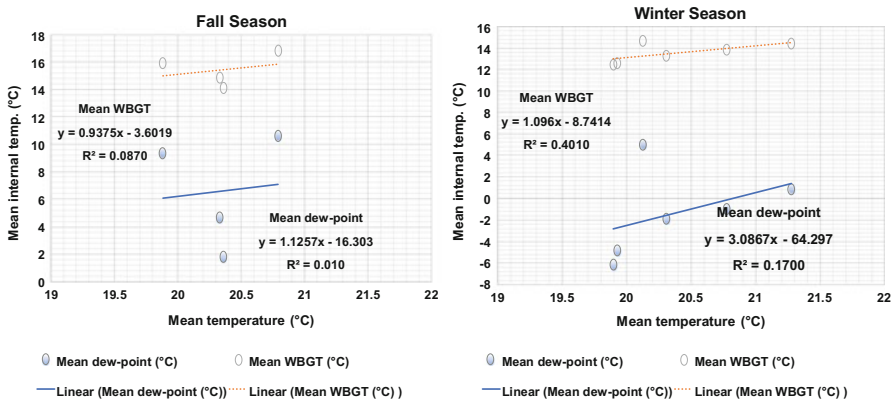 Fall Season
18
16
14
12
10
8
6
4
2
0
Mean internal temp. (°C)
Mean WBGT
y = 0.9375x - 3.6019
R² = 0.0870
Mean dew-point
y = 1.1257x - 16.303
R² = 0.010
19 19.5 20 20.5 21 21.5 22
Mean temperature (°C)
Mean dew-point (°C) Mean WBGT (°C)
Linear (Mean dew-point (°C)) Linear (Mean WBGT (°C) )
Winter Season
16
14
12
10
8
6
4
2
0
-2
-4
-6
-8
Mean internal temp. (°C)
Mean WBGT
y = 1.096x - 8.7414
R² = 0.4010
Mean dew-point
y = 3.0867x - 64.297
R² = 0.1700
19 19.5 20 20.5 21 21.5 22
Mean temperature (°C)
Mean dew-point (°C) Mean WBGT (°C)
Linear (Mean dew-point (°C)) Linear (Mean WBGT (°C) )